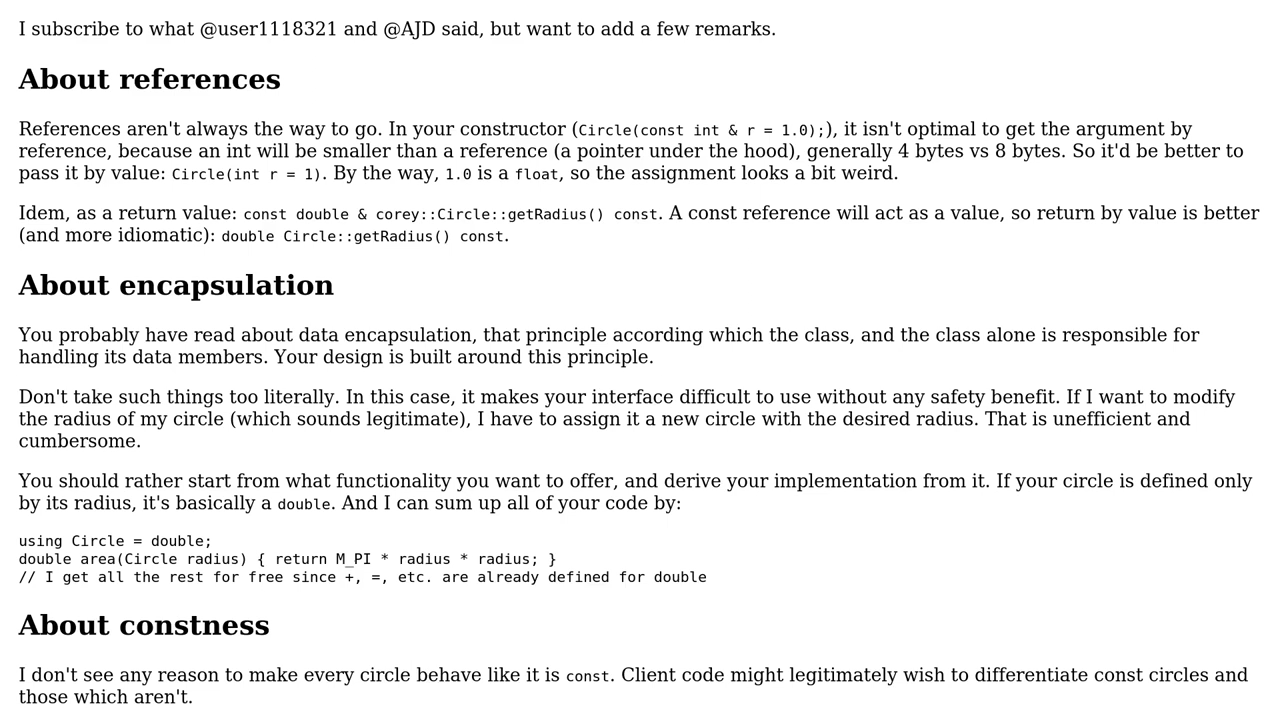 I subscribe to what @user1118321 and @AJD said, but want to add a few remarks.
About references
References aren't always the way to go. In your constructor (Circle(const int & r = 1.0);), it isn't optimal to get the argument by
reference, because an int will be smaller than a reference (a pointer under the hood), generally 4 bytes vs 8 bytes. So it'd be better to
pass it by value: Circle(int r = 1). By the way, 1.0 is a float, so the assignment looks a bit weird.
Idem, as a return value: const double & corey::Circle::getRadius() const. A const reference will act as a value, so return by value is better
(and more idiomatic): double Circle::getRadius() const.
About encapsulation
You probably have read about data encapsulation, that principle according which the class, and the class alone is responsible for
handling its data members. Your design is built around this principle.
Don't take such things too literally. In this case, it makes your interface difficult to use without any safety benefit. If I want to modify
the radius of my circle (which sounds legitimate), I have to assign it a new circle with the desired radius. That is unefficient and
cumbersome.
You should rather start from what functionality you want to offer, and derive your implementation from it. If your circle is defined only
by its radius, it's basically a double. And I can sum up all of your code by:
using Circle = double;
double area(Circle radius) { return M_PI * radius * radius; }
// I get all the rest for free since +, =, etc. are already defined for double
About constness
I don't see any reason to make every circle behave like it is const. Client code might legitimately wish to differentiate const circles and
those which aren't.